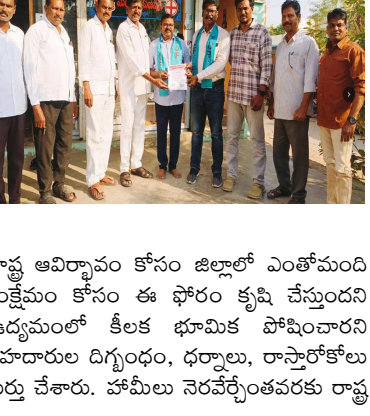 ఆవిర్భావం కోసం జిల్లాలో ఎంతోమంది
కోసం ఈ ఫోరం కృషి చేస్తుందని
కీలక భూమిక పోషించారని
దిగ్బంధం, ధర్నాలు, రాస్తారోకోలు
చేశారు. హామీలు నెరవేర్చేంతవరకు రాష్ట్ర